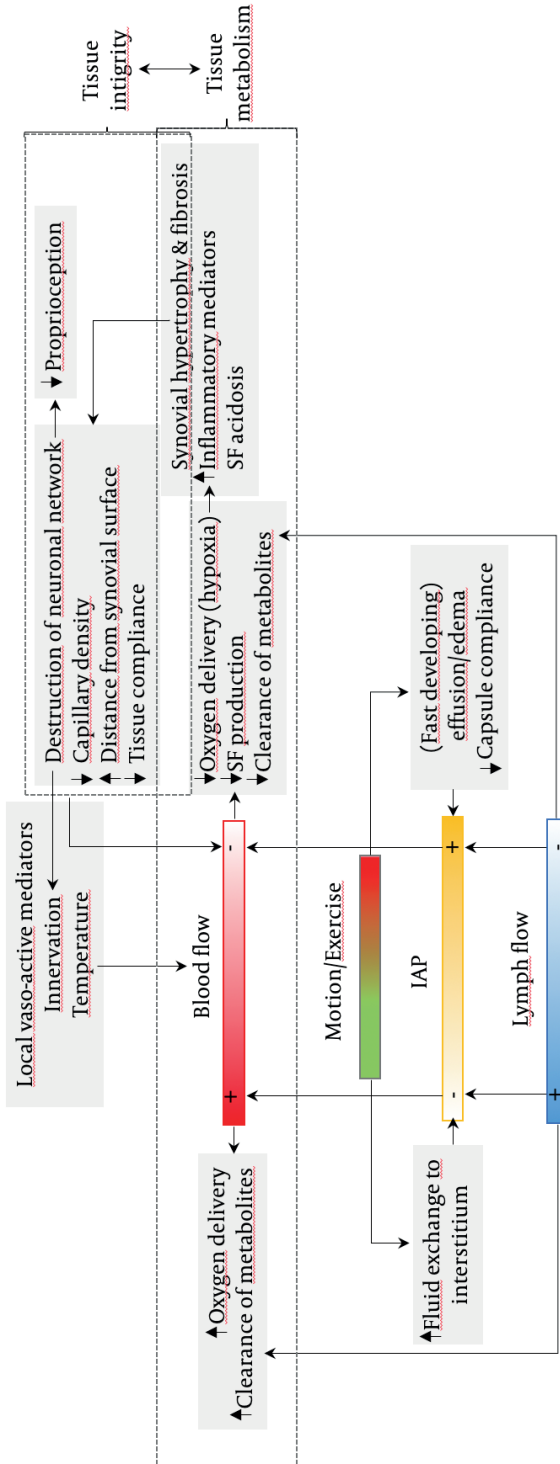 Local vaso-active mediators
Innervation
Temperature
Destruction of neuronal network
↓ Capillary density
↕ Distance from synovial surface
↓ Tissue compliance
↓ Proprioception
Tissue
intigrity
Tissue
metabolism
↑Oxygen delivery
↑Clearance of metabolites
Blood flow
+
-
↓Oxygen delivery (hypoxia)
↓SF production
↓Clearance of metabolites
Synovial hypertrophy & fibrosis
↑Inflammatory mediators
SF acidosis
Motion/Exercise
↑Fluid exchange to
interstitium
IAP
-
+
(Fast developing)
effusion/edema
↓Capsule compliance
Lymph flow
+
-